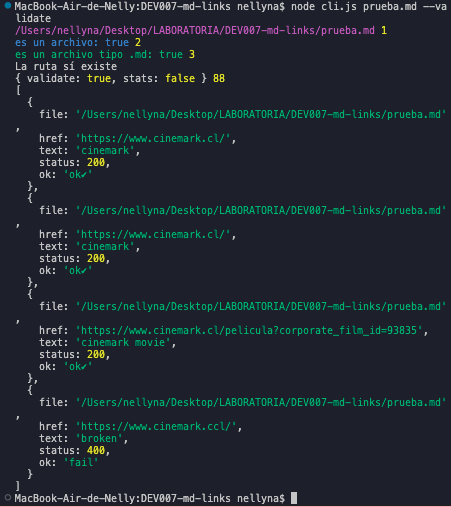 MacBook-Air-de-Nelly:DEV007-md-links nellyna$ node cli.js prueba.md --va
lidate
/Users/nellyna/Desktop/LABORATORIA/DEV007-md-links/prueba.md 1
es un archivo: true 2
es un archivo tipo .md: true 3
La ruta sí existe
{ validate: true, stats: false } 88
[
  {
    file: '/Users/nellyna/Desktop/LABORATORIA/DEV007-md-links/prueba.md'
,
    href: 'https://www.cinemark.cl/',
    text: 'cinemark',
    status: 200,
    ok: 'ok✔'
  },
  {
    file: '/Users/nellyna/Desktop/LABORATORIA/DEV007-md-links/prueba.md'
,
    href: 'https://www.cinemark.cl/',
    text: 'cinemark',
    status: 200,
    ok: 'ok✔'
  },
  {
    file: '/Users/nellyna/Desktop/LABORATORIA/DEV007-md-links/prueba.md'
,
    href: 'https://www.cinemark.cl/pelicula?corporate_film_id=93835',
    text: 'cinemark movie',
    status: 200,
    ok: 'ok✔'
  },
  {
    file: '/Users/nellyna/Desktop/LABORATORIA/DEV007-md-links/prueba.md'
,
    href: 'https://www.cinemark.ccl/',
    text: 'broken',
    status: 400,
    ok: 'fail'
  }
]
MacBook-Air-de-Nelly:DEV007-md-links nellyna$